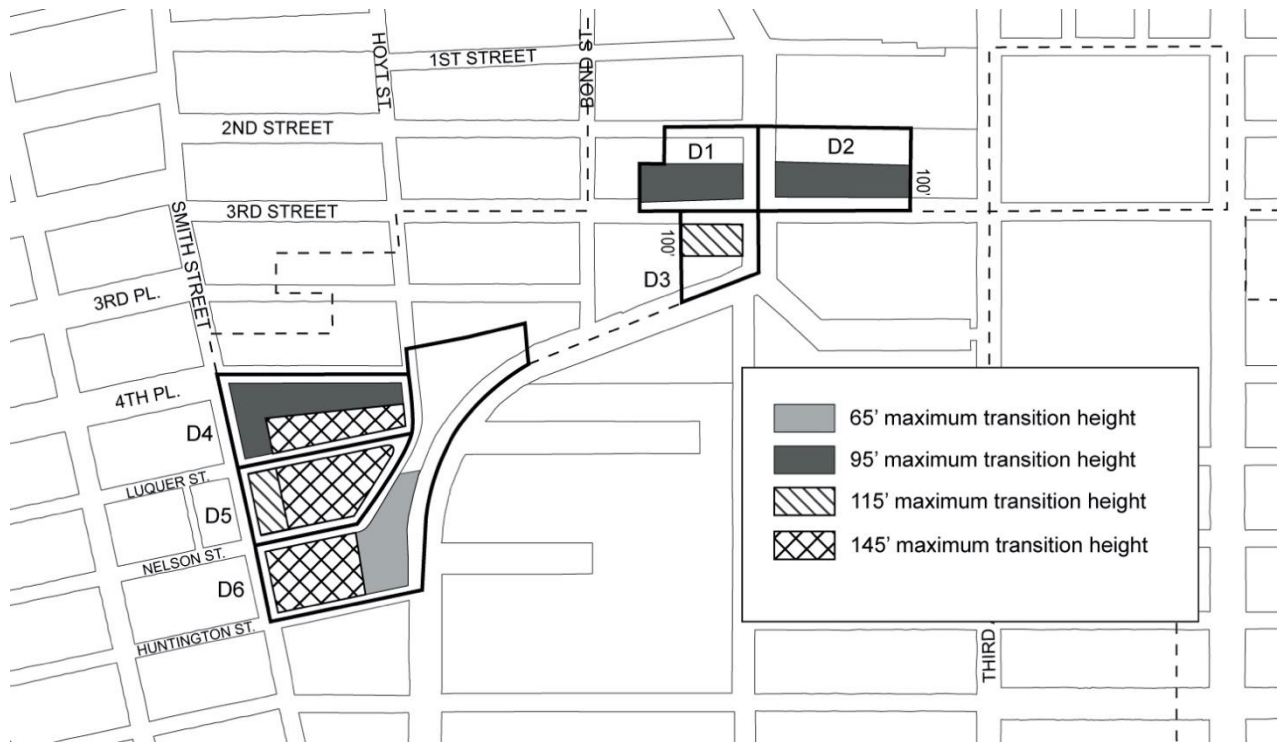 HOYT ST.
BOND ST.
1ST STREET
2ND STREET
D1
D2
100'
3RD STREET
SMITH STREET
100'
D3
3RD PL.
4TH PL.
D4
LUQUER ST.
D5
NELSON ST.
D6
HUNTINGTON ST.
65’ maximum transition height
95’ maximum transition height
115’ maximum transition height
145’ maximum transition height
THIRD